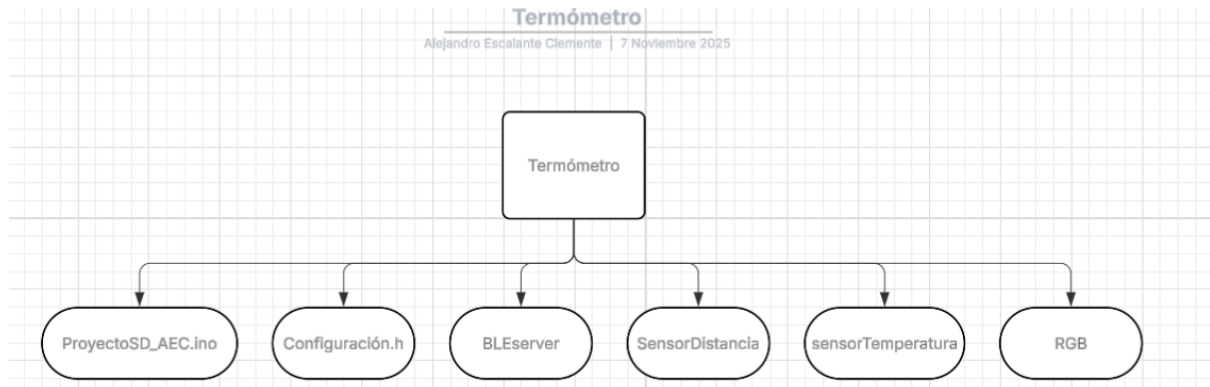 Termómetro
Alejandro Escalante Clemente | 7 Noviembre 2025
Termómetro
ProyectoSD_AEC.ino
Configuración.h
BLEserver
SensorDistancia
sensorTemperatura
RGB